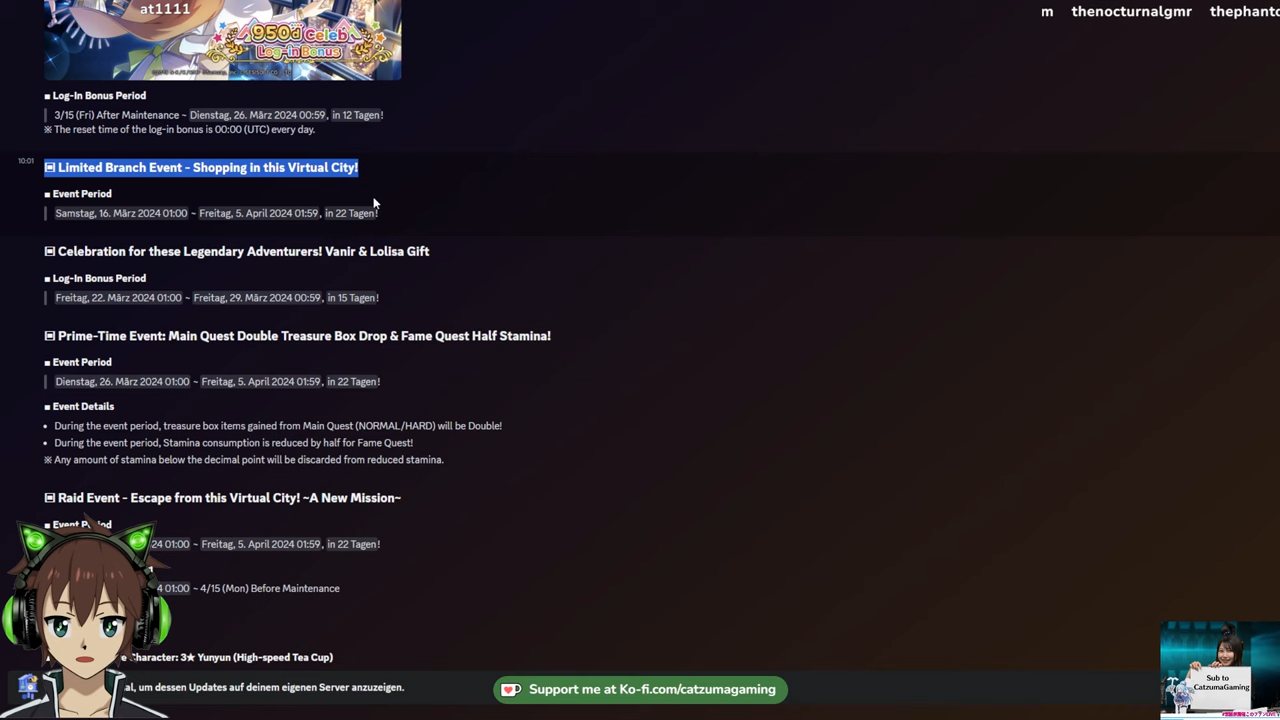 at1111
m thenocturnalgmr thephanto
950d Celeb
Log-in Bonus
■ Log-In Bonus Period
3/15 (Fri) After Maintenance ~ Dienstag, 26. März 2024 00:59, in 12 Tagen!
※ The reset time of the log-in bonus is 00:00 (UTC) every day.
10:01
Limited Branch Event - Shopping in this Virtual City!
■ Event Period
Samstag, 16. März 2024 01:00 ~ Freitag, 5. April 2024 01:59, in 22 Tagen!
Celebration for these Legendary Adventurers! Vanir & Lolisa Gift
■ Log-In Bonus Period
Freitag, 22. März 2024 01:00 ~ Freitag, 29. März 2024 00:59, in 15 Tagen!
Prime-Time Event: Main Quest Double Treasure Box Drop & Fame Quest Half Stamina!
■ Event Period
Dienstag, 26. März 2024 01:00 ~ Freitag, 5. April 2024 01:59, in 22 Tagen!
■ Event Details
• During the event period, treasure box items gained from Main Quest (NORMAL/HARD) will be Double!
• During the event period, Stamina consumption is reduced by half for Fame Quest!
※ Any amount of stamina below the decimal point will be discarded from reduced stamina.
Raid Event - Escape from this Virtual City! ~A New Mission~
■ Event Period
24 01:00 ~ Freitag, 5. April 2024 01:59, in 22 Tagen!
4 01:00 ~ 4/15 (Mon) Before Maintenance
Character: 3★ Yunyun (High-speed Tea Cup)
al, um dessen Updates auf deinem eigenen Server anzuzeigen.
Support me at Ko-fi.com/catzumagaming
Sub to
CatzumaGaming